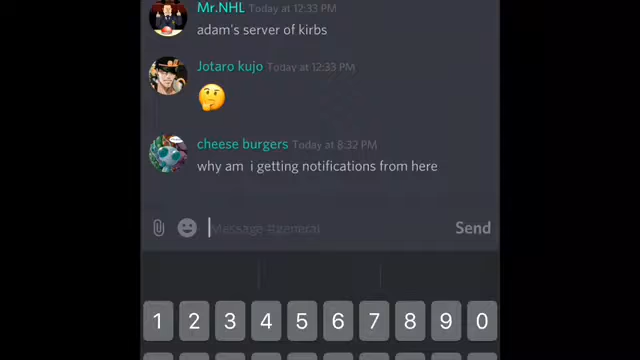 Mr.NHL Today at 12:33 PM
adam's server of kirbs
Jotaro kujo Today at 12:33 PM
cheese burgers Today at 8:32 PM
why am i getting notifications from here
Message #general
Send
1 2 3 4 5 6 7 8 9 0